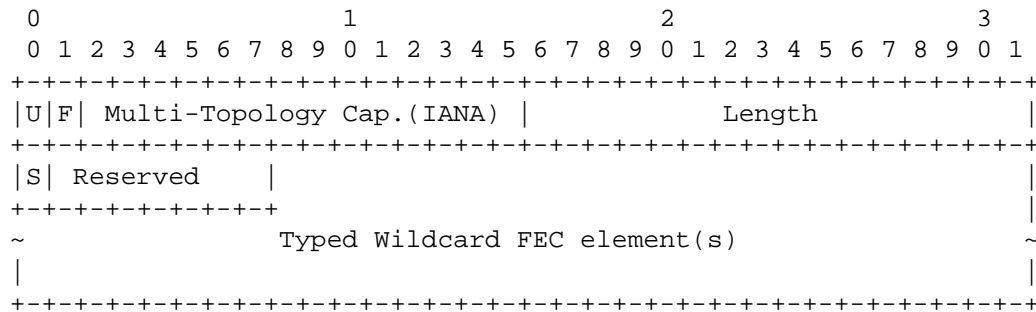 0                   1                   2                   3
 0 1 2 3 4 5 6 7 8 9 0 1 2 3 4 5 6 7 8 9 0 1 2 3 4 5 6 7 8 9 0 1
+-+-+-+-+-+-+-+-+-+-+-+-+-+-+-+-+-+-+-+-+-+-+-+-+-+-+-+-+-+-+-+-+
|U|F| Multi-Topology Cap.(IANA) |            Length             |
+-+-+-+-+-+-+-+-+-+-+-+-+-+-+-+-+-+-+-+-+-+-+-+-+-+-+-+-+-+-+-+-+
|S| Reserved    |                                               |
+-+-+-+-+-+-+-+-+                                               |
~                Typed Wildcard FEC element(s)                  ~
|                                                               |
+-+-+-+-+-+-+-+-+-+-+-+-+-+-+-+-+-+-+-+-+-+-+-+-+-+-+-+-+-+-+-+-+